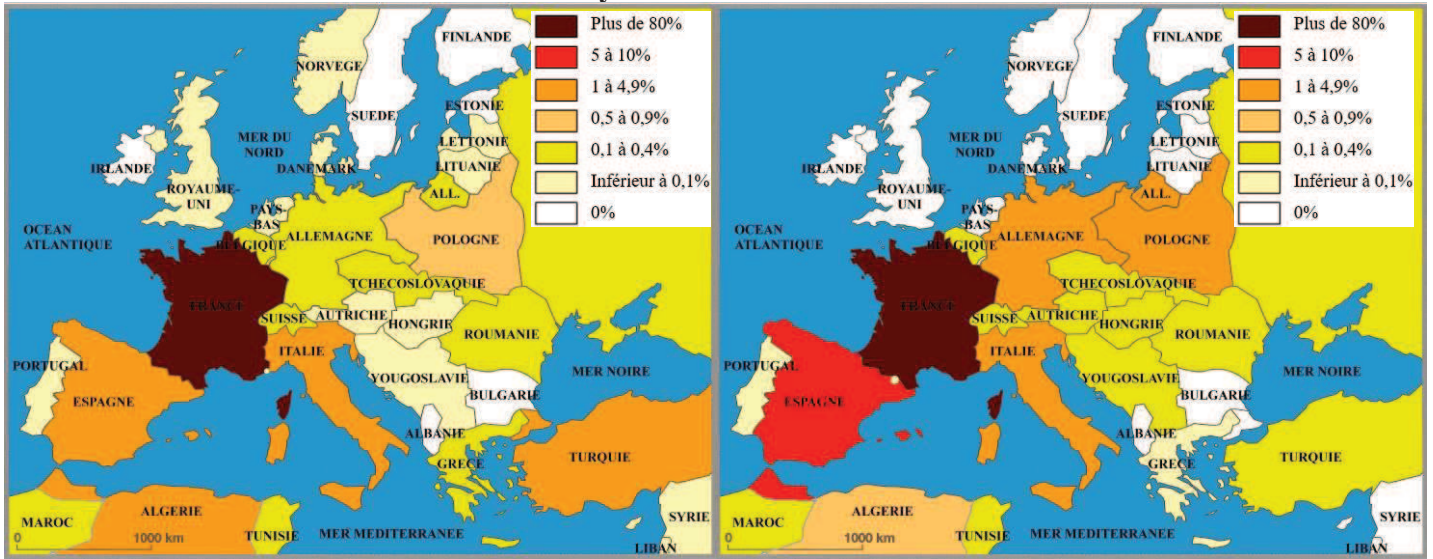 Plus de 80%
5 à 10%
1 à 4,9%
0,5 à 0,9%
0,1 à 0,4%
Inférieur à 0,1%
0%
FINLANDE
NORVEGE
SUEDE
ESTONIE
LETTONIE
LITUANIE
MER DU
NORD
DANEMARK
IRLANDE
ROYAUME-
UNI
PAYS-
BAS
ALL.
OCEAN
ATLANTIQUE
BELGIQUE
ALLEMAGNE
POLOGNE
TCHECOSLOVAQUIE
FRANCE
SUISSE
AUTRICHE
HONGRIE
ROUMANIE
ITALIE
PORTUGAL
ESPAGNE
YOUGOSLAVIE
MER NOIRE
BULGARIE
ALBANIE
GRECE
TURQUIE
MAROC
ALGERIE
TUNISIE
MER MEDITERRANEE
SYRIE
LIBAN
0
1000 km
Plus de 80%
5 à 10%
1 à 4,9%
0,5 à 0,9%
0,1 à 0,4%
Inférieur à 0,1%
0%
FINLANDE
NORVEGE
SUEDE
ESTONIE
LETTONIE
LITUANIE
MER DU
NORD
DANEMARK
IRLANDE
ROYAUME-
UNI
PAYS-
BAS
ALL.
OCEAN
ATLANTIQUE
BELGIQUE
ALLEMAGNE
POLOGNE
TCHECOSLOVAQUIE
FRANCE
SUISSE
AUTRICHE
HONGRIE
ROUMANIE
ITALIE
PORTUGAL
ESPAGNE
YOUGOSLAVIE
MER NOIRE
BULGARIE
ALBANIE
GRECE
TURQUIE
MAROC
ALGERIE
TUNISIE
MER MEDITERRANEE
SYRIE
LIBAN
0
1000 km